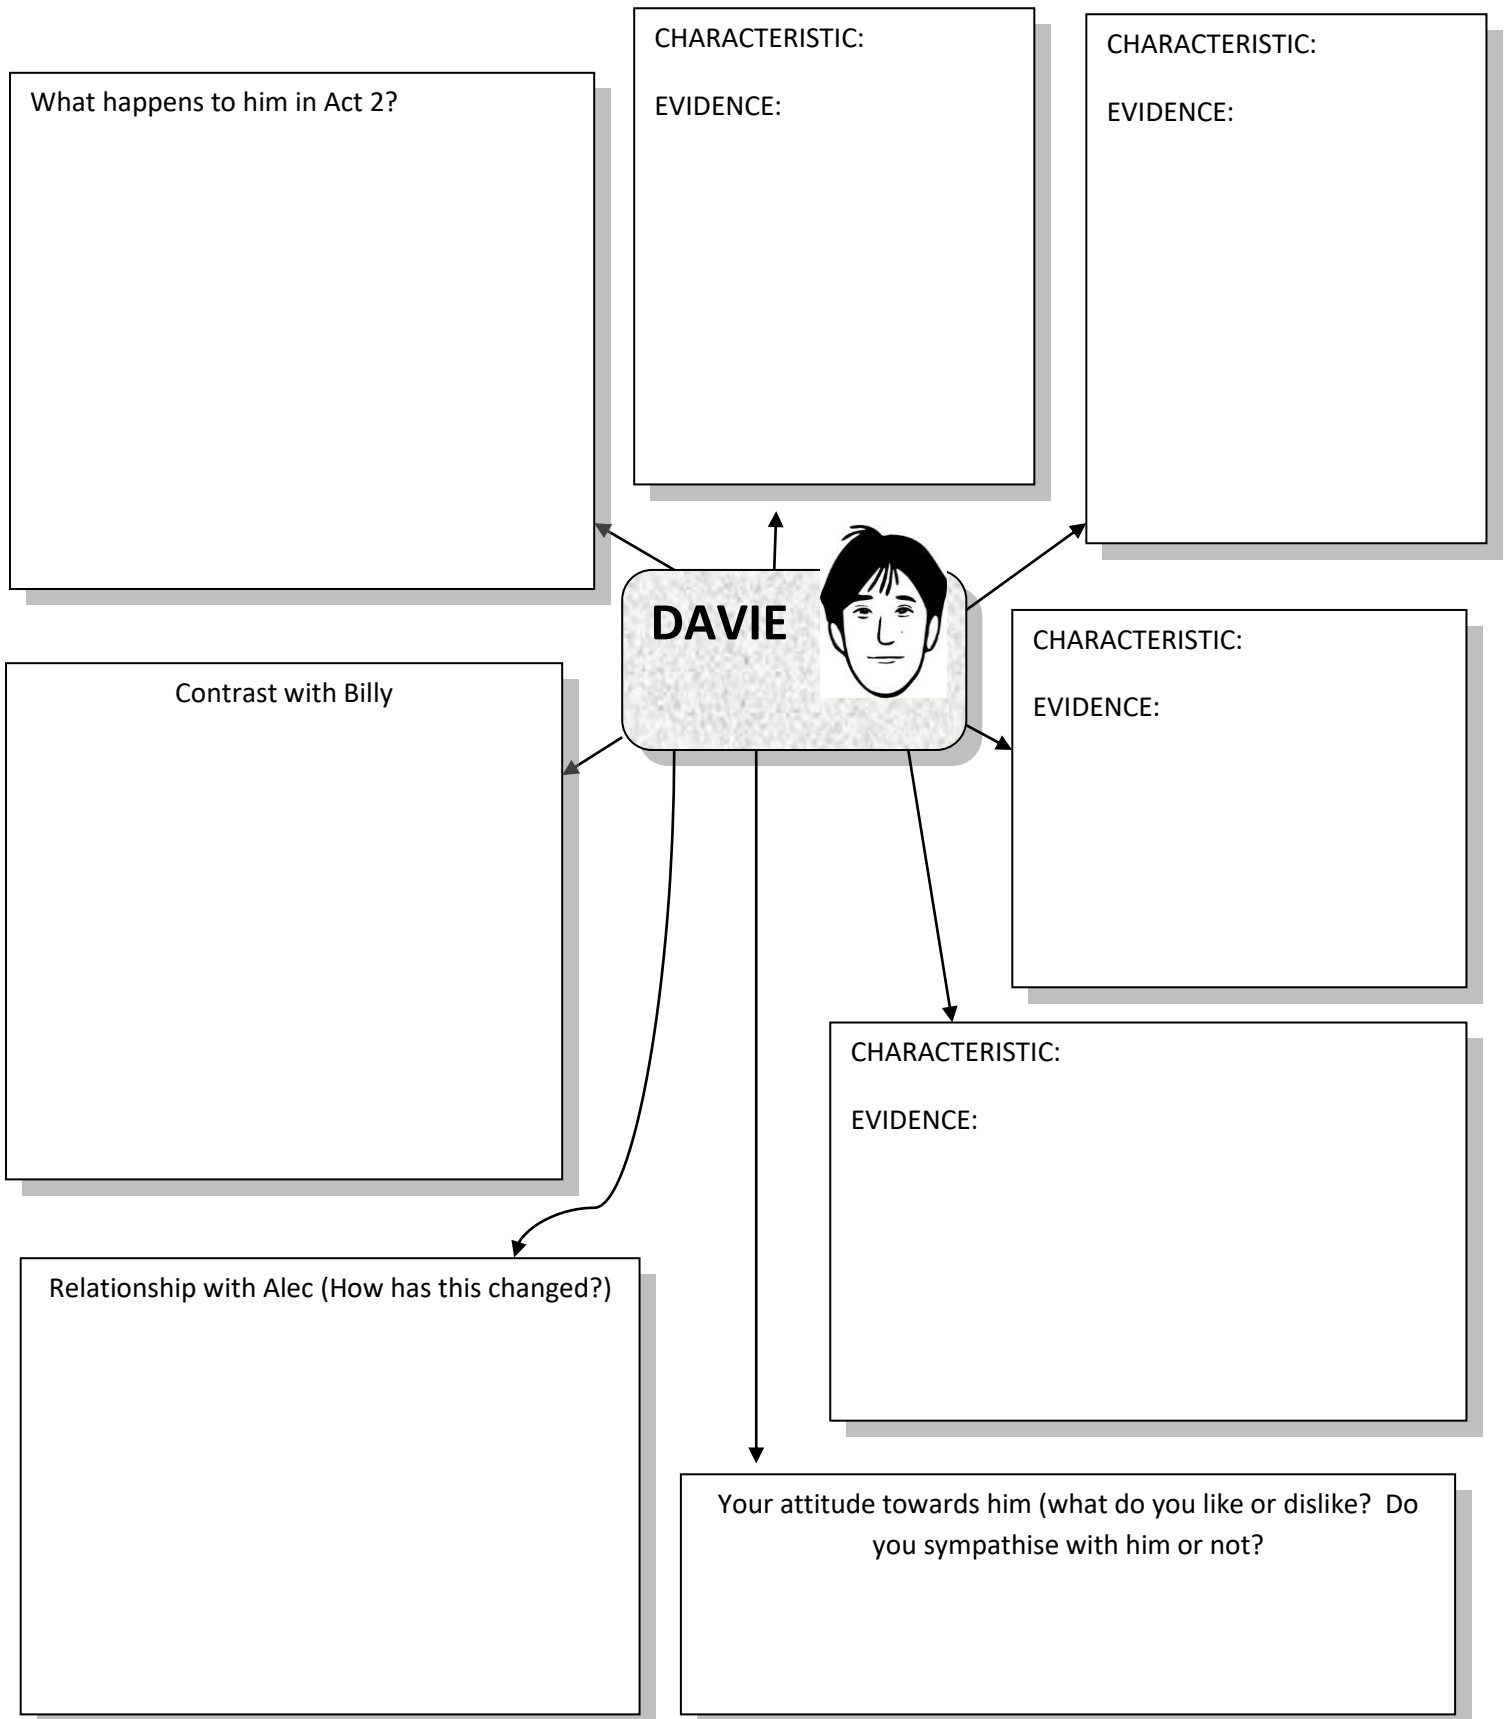 What happens to him in Act 2?
CHARACTERISTIC:
EVIDENCE:
CHARACTERISTIC:
EVIDENCE:
DAVIE
Contrast with Billy
CHARACTERISTIC:
EVIDENCE:
CHARACTERISTIC:
EVIDENCE:
Relationship with Alec (How has this changed?)
Your attitude towards him (what do you like or dislike?  Do
you sympathise with him or not?